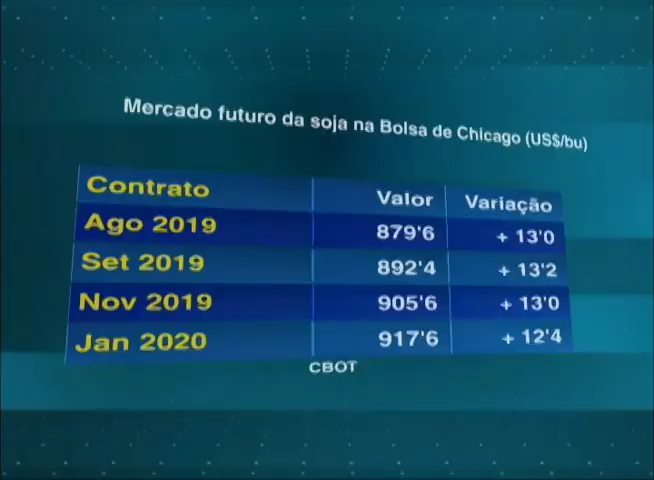 Mercado futuro da soja na Bolsa de Chicago (US$/bu)
Contrato Valor Variação
Ago 2019 879'6 + 13'0
Set 2019 892'4 + 13'2
Nov 2019 905'6 + 13'0
Jan 2020 917'6 + 12'4
CBOT